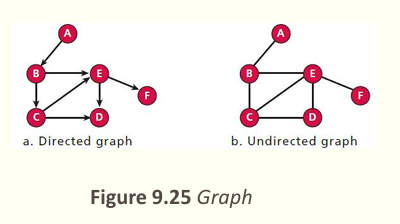 A
B
E
F
C
D
a. Directed graph
A
B
E
F
C
D
b. Undirected graph
Figure 9.25 Graph